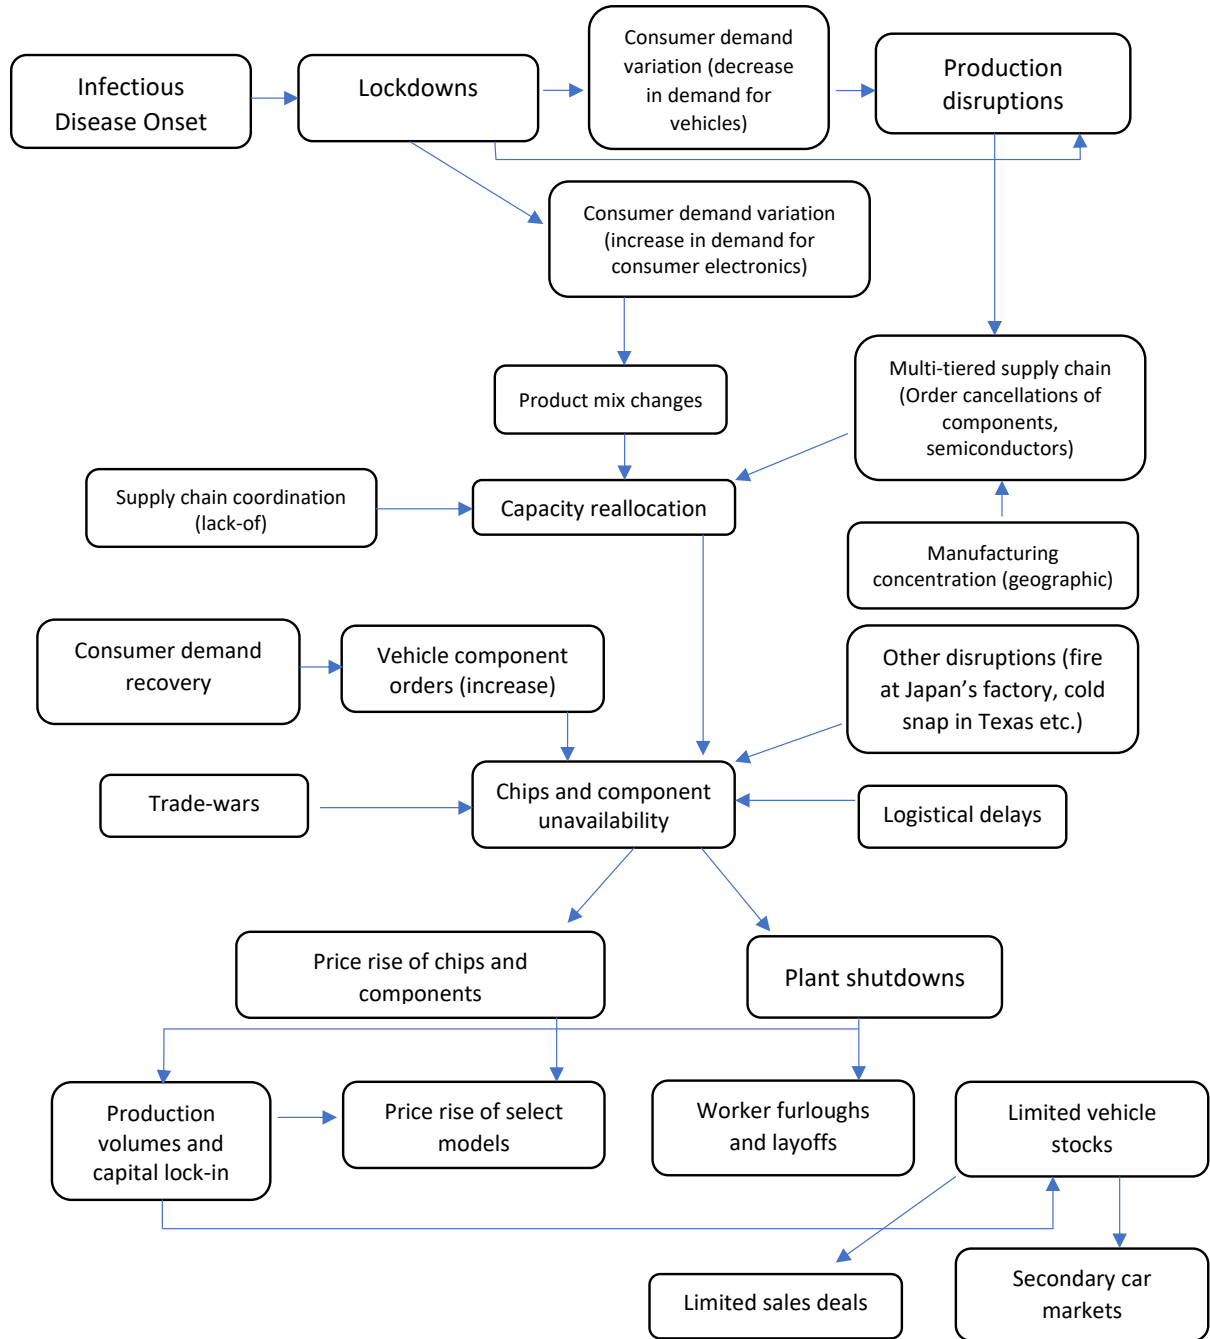 Infectious
Disease Onset
Lockdowns
Consumer demand
variation (decrease
in demand for
vehicles)
Production
disruptions
Consumer demand variation
(increase in demand for
consumer electronics)
Product mix changes
Multi-tiered supply chain
(Order cancellations of
components,
semiconductors)
Supply chain coordination
(lack-of)
Capacity reallocation
Manufacturing
concentration (geographic)
Consumer demand
recovery
Vehicle component
orders (increase)
Other disruptions (fire
at Japan’s factory, cold
snap in Texas etc.)
Trade-wars
Chips and component
unavailability
Logistical delays
Price rise of chips and
components
Plant shutdowns
Production
volumes and
capital lock-in
Price rise of select
models
Worker furloughs
and layoffs
Limited vehicle
stocks
Limited sales deals
Secondary car
markets